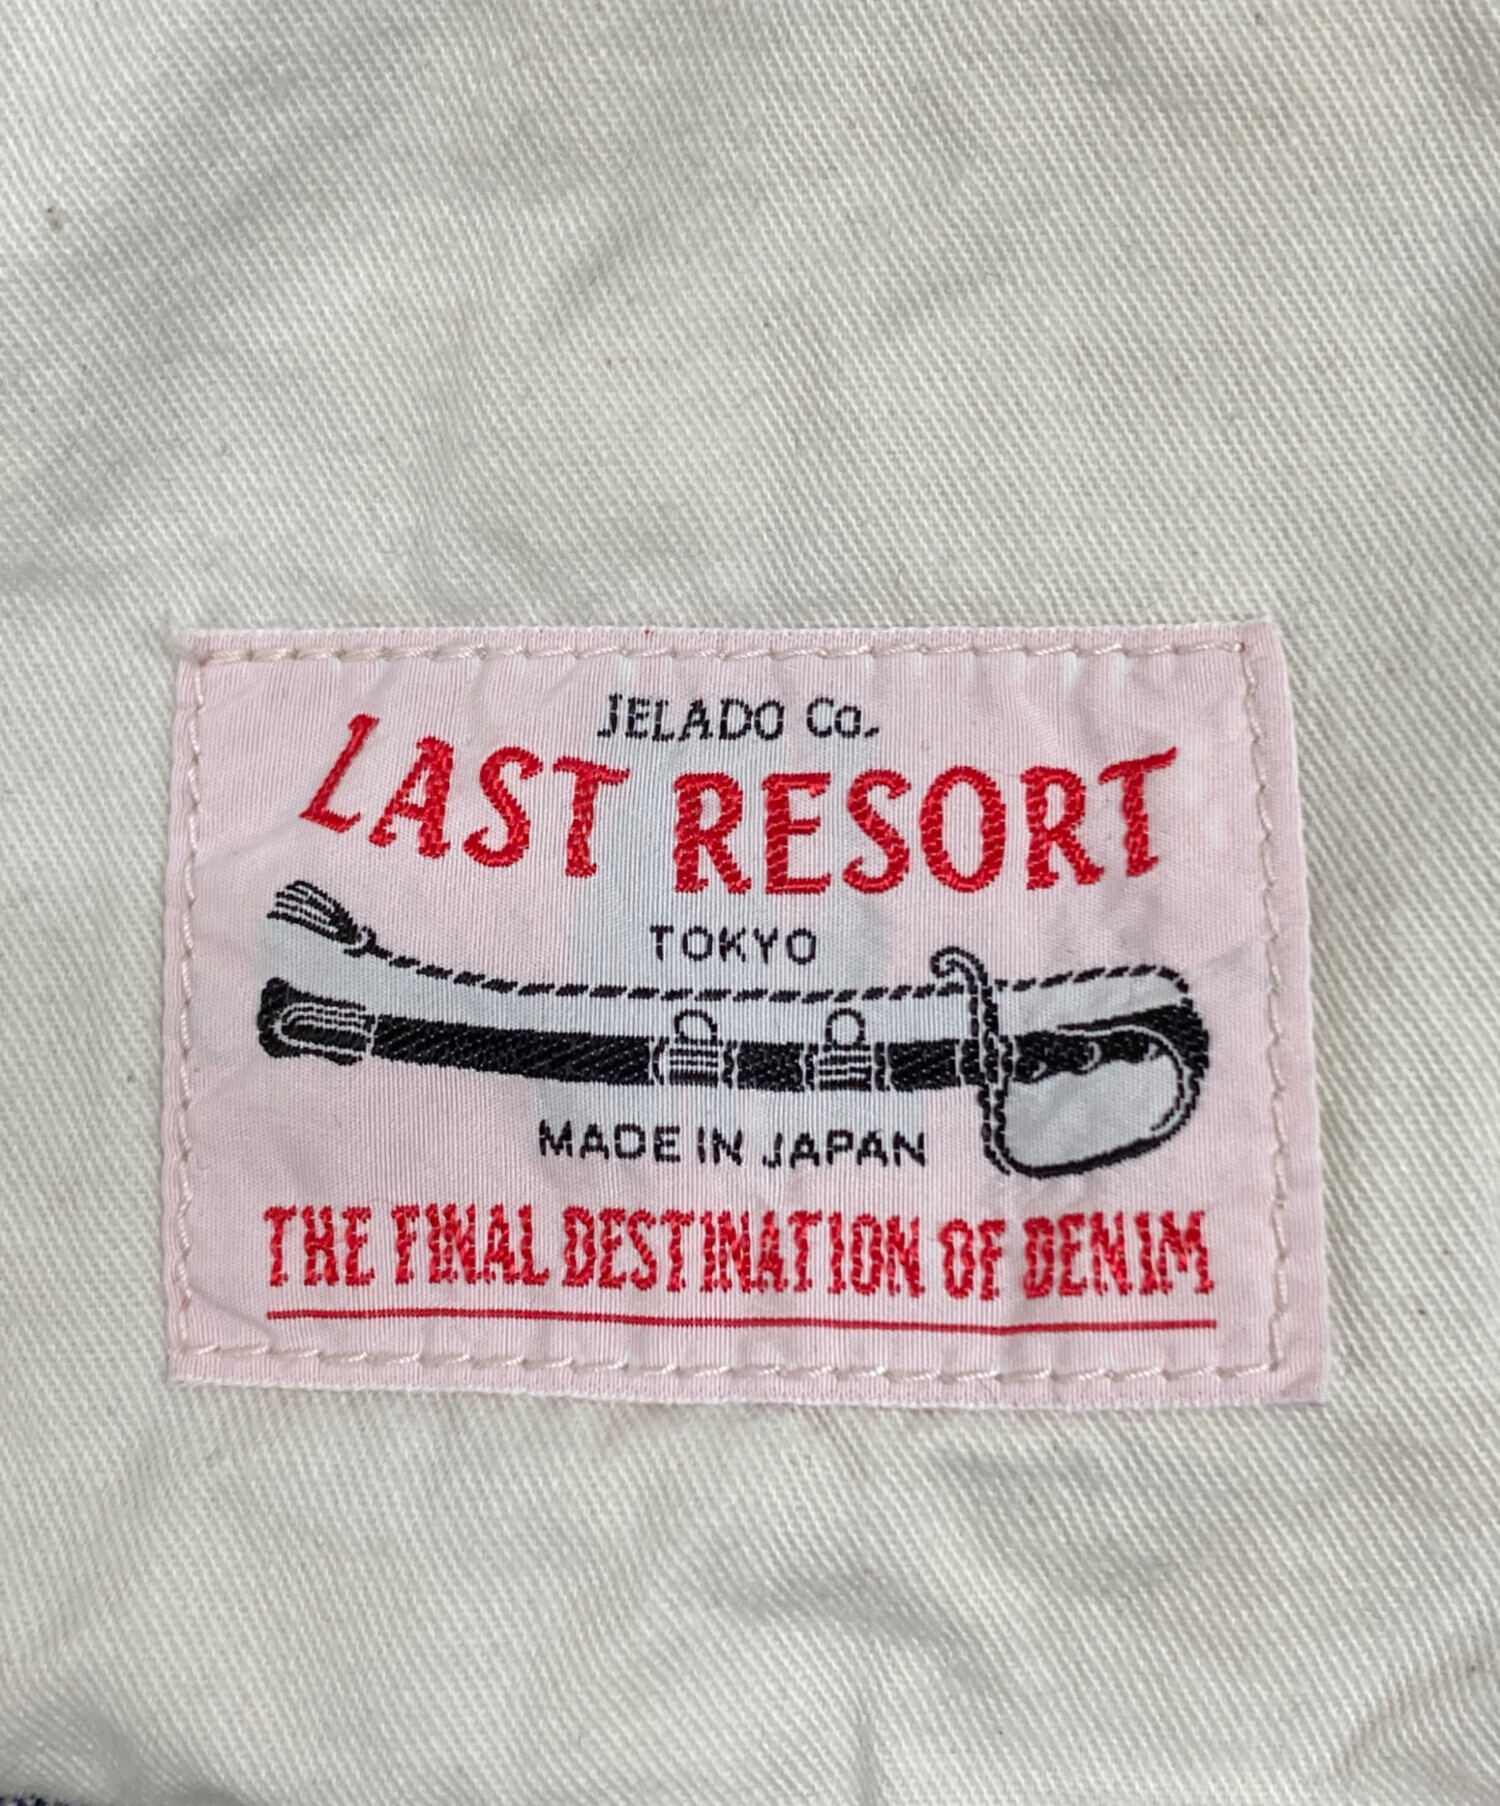 JELADO Co.
LAST RESORT
TOKYO
MADE IN JAPAN
THE FINAL DESTINATION OF DENIM